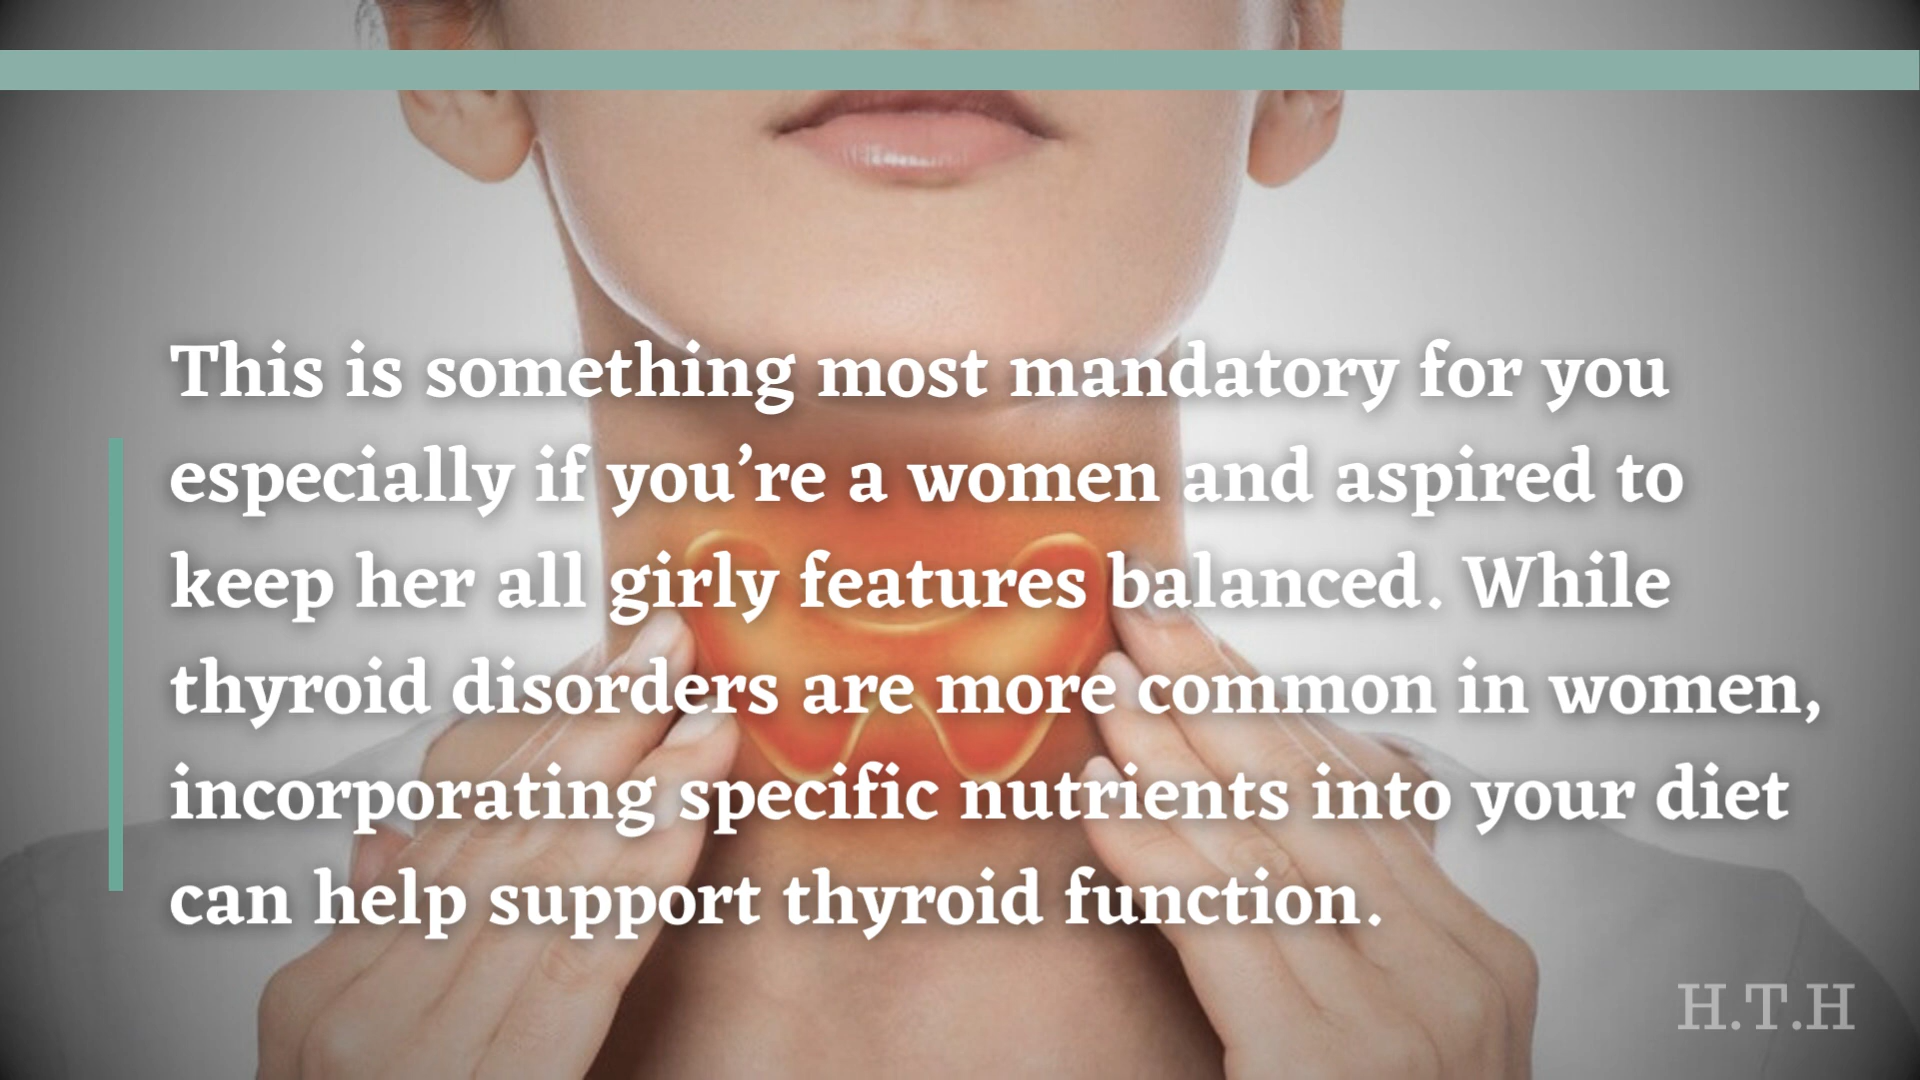 This is something most mandatory for you
especially if you’re a women and aspired to
keep her all girly features balanced. While
thyroid disorders are more common in women,
incorporating specific nutrients into your diet
can help support thyroid function.
H.T.H